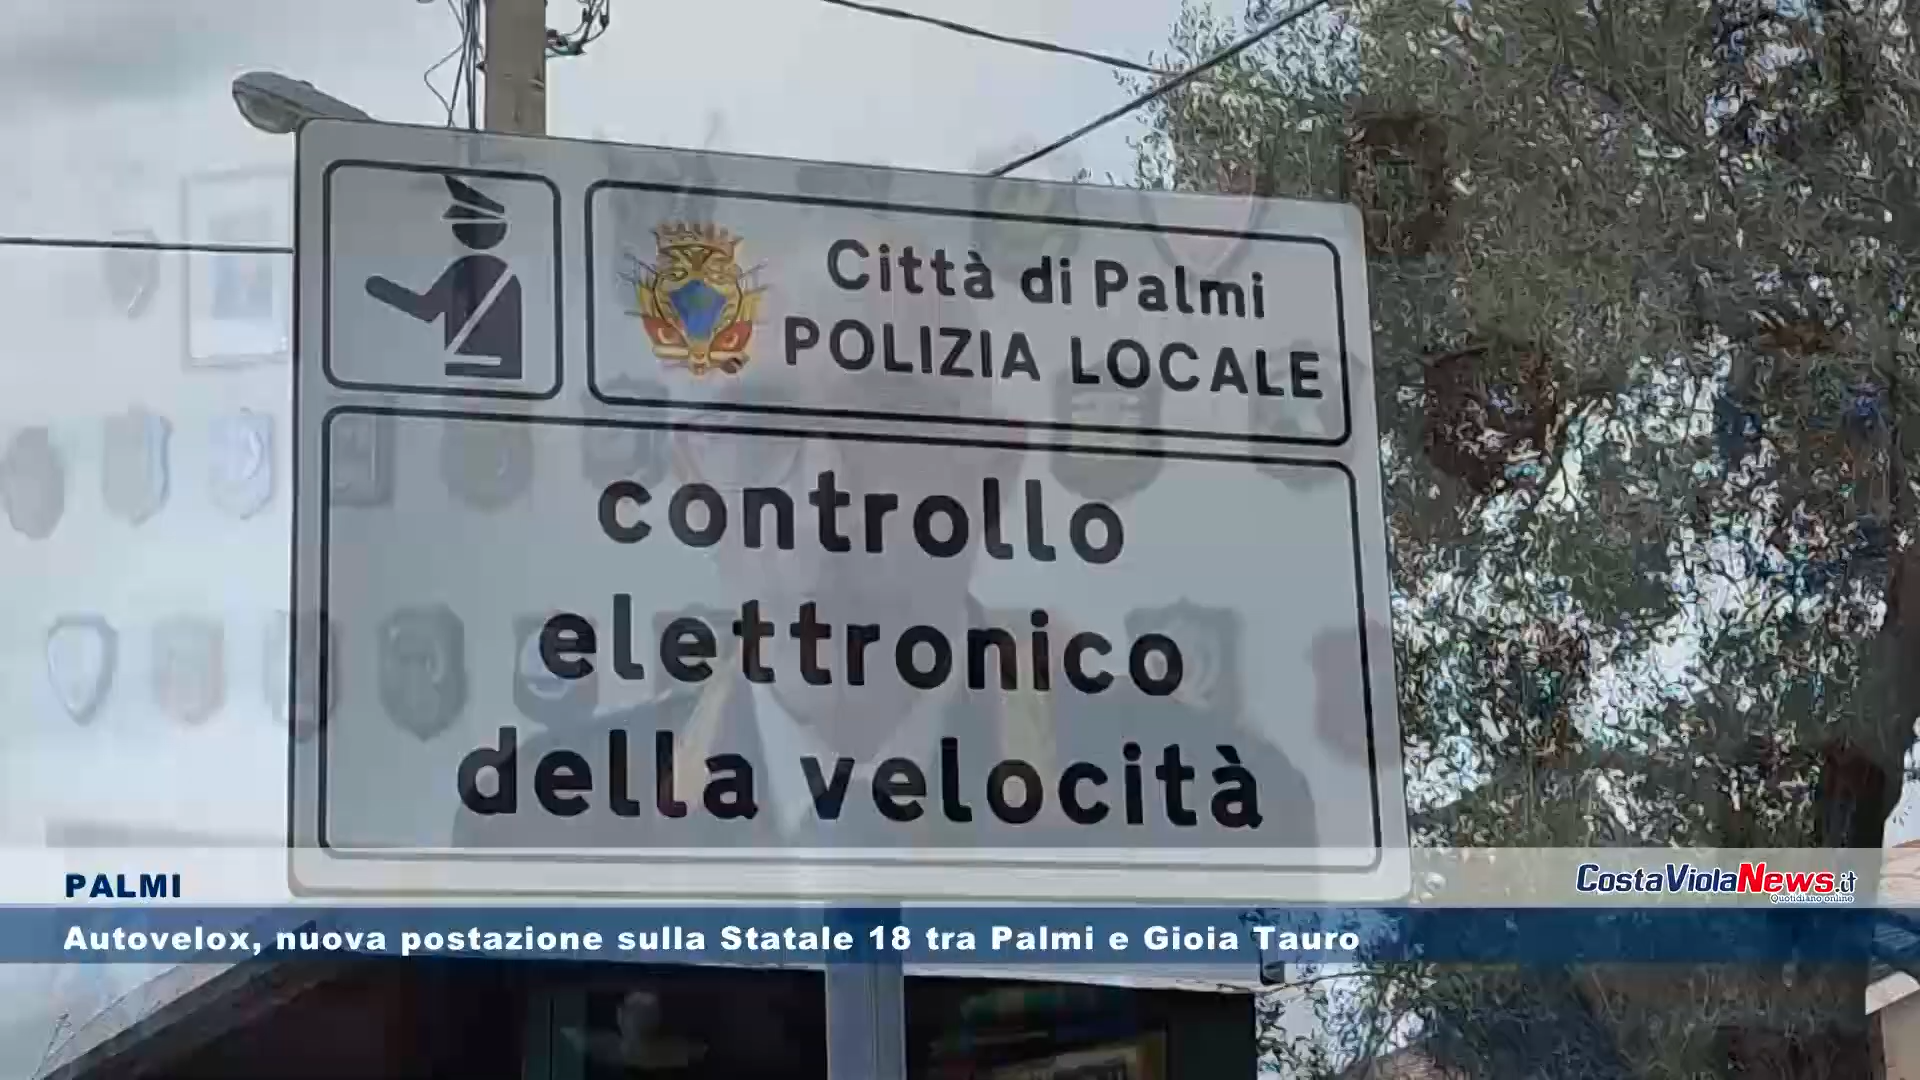 Città di Palmi
POLIZIA LOCALE
controllo
elettronico
della velocità
PALMI
CostaViolaNews.it
Quotidiano online
Autovelox, nuova postazione sulla Statale 18 tra Palmi e Gioia Tauro